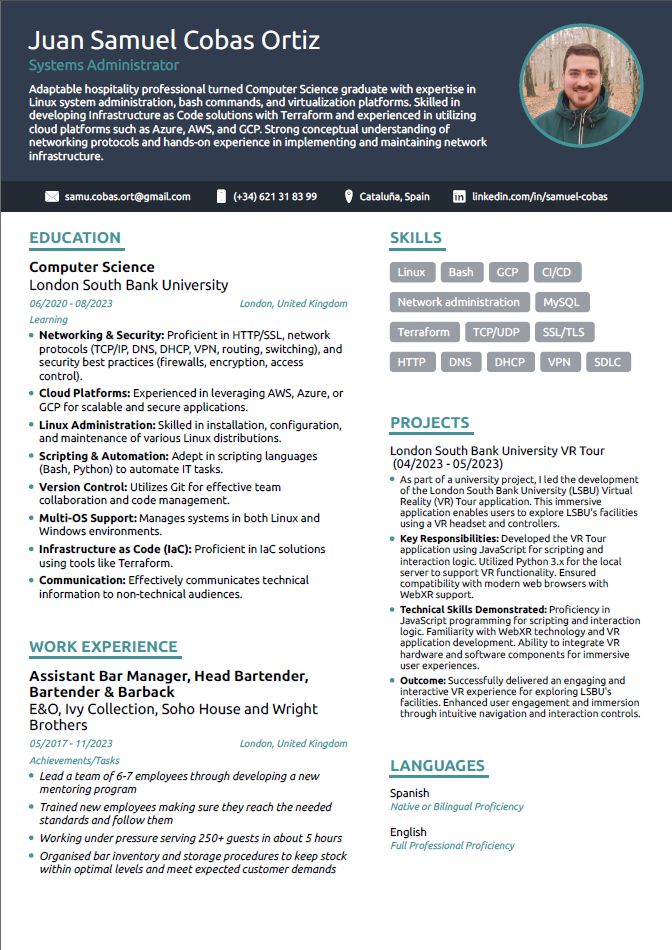 Juan Samuel Cobas Ortiz
Systems Administrator
Adaptable hospitality professional turned Computer Science graduate with expertise in
Linux system administration, bash commands, and virtualization platforms. Skilled in
developing Infrastructure as Code solutions with Terraform and experienced in utilizing
cloud platforms such as Azure, AWS, and GCP. Strong conceptual understanding of
networking protocols and hands-on experience in implementing and maintaining network
infrastructure.
samu.cobas.ort@gmail.com (+34) 621 31 83 99 Cataluña, Spain linkedin.com/in/samuel-cobas
EDUCATION
Computer Science
London South Bank University
06/2020 - 08/2023 London, United Kingdom
Learning
Networking & Security: Proficient in HTTP/SSL, network
protocols (TCP/IP, DNS, DHCP, VPN, routing, switching), and
security best practices (firewalls, encryption, access
control).
Cloud Platforms: Experienced in leveraging AWS, Azure, or
GCP for scalable and secure applications.
Linux Administration: Skilled in installation, configuration,
and maintenance of various Linux distributions.
Scripting & Automation: Adept in scripting languages
(Bash, Python) to automate IT tasks.
Version Control: Utilizes Git for effective team
collaboration and code management.
Multi-OS Support: Manages systems in both Linux and
Windows environments.
Infrastructure as Code (IaC): Proficient in IaC solutions
using tools like Terraform.
Communication: Effectively communicates technical
information to non-technical audiences.
WORK EXPERIENCE
Assistant Bar Manager, Head Bartender,
Bartender & Barback
E&O, Ivy Collection, Soho House and Wright
Brothers
05/2017 - 11/2023 London, United Kingdom
Achievements/Tasks
Lead a team of 6-7 employees through developing a new
mentoring program
Trained new employees making sure they reach the needed
standards and follow them
Working under pressure serving 250+ guests in about 5 hours
Organised bar inventory and storage procedures to keep stock
within optimal levels and meet expected customer demands
SKILLS
Linux Bash GCP CI/CD
Network administration MySQL
Terraform TCP/UDP SSL/TLS
HTTP DNS DHCP VPN SDLC
PROJECTS
London South Bank University VR Tour
(04/2023 - 05/2023)
As part of a university project, I led the development
of the London South Bank University (LSBU) Virtual
Reality (VR) Tour application. This immersive
application enables users to explore LSBU's facilities
using a VR headset and controllers.
Key Responsibilities: Developed the VR Tour
application using JavaScript for scripting and
interaction logic. Utilized Python 3.x for the local
server to support VR functionality. Ensured
compatibility with modern web browsers with
WebXR support.
Technical Skills Demonstrated: Proficiency in
JavaScript programming for scripting and interaction
logic. Familiarity with WebXR technology and VR
application development. Ability to integrate VR
hardware and software components for immersive
user experiences.
Outcome: Successfully delivered an engaging and
interactive VR experience for exploring LSBU's
facilities. Enhanced user engagement and immersion
through intuitive navigation and interaction controls.
LANGUAGES
Spanish
Native or Bilingual Proficiency
English
Full Professional Proficiency